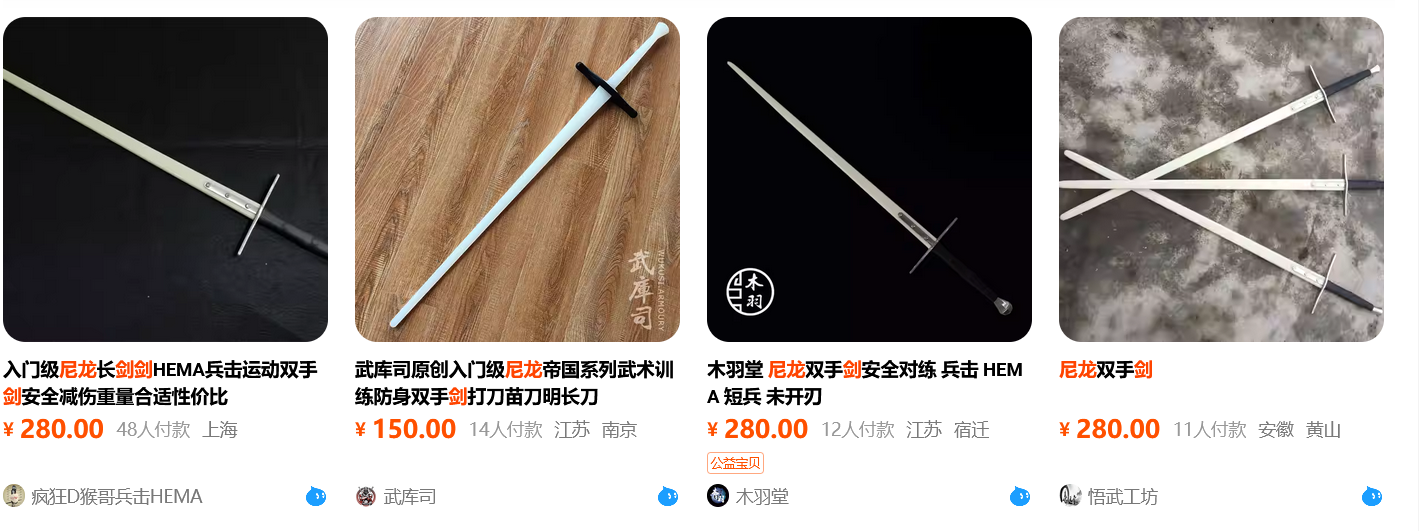 武库司
WUKUSI ARMOURY
木羽
入门级尼龙长剑剑HEMA兵击运动双手
剑安全减伤重量合适性价比
¥ 280.00 48人付款 上海
疯狂D猴哥兵击HEMA
武库司原创入门级尼龙帝国系列武术训
练防身双手剑打刀苗刀明长刀
¥ 150.00 14人付款 江苏 南京
武库司
木羽堂 尼龙双手剑安全对练 兵击 HEM
A 短兵 未开刃
¥ 280.00 12人付款 江苏 宿迁
公益宝贝
木羽堂
尼龙双手剑
¥ 280.00 11人付款 安徽 黄山
悟武工坊